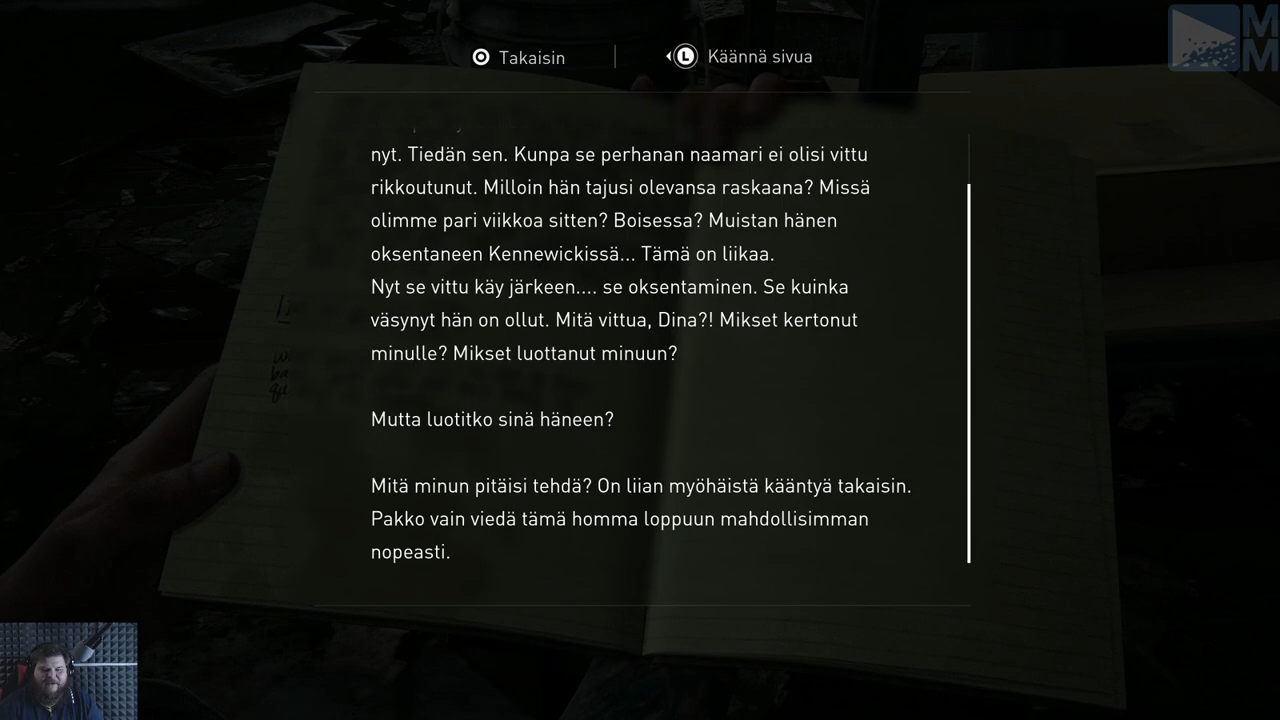 Takaisin
L Käännä sivua
M
M
nyt. Tiedän sen. Kunpa se perhanan naamari ei olisi vittu
rikkoutunut. Milloin hän tajusi olevansa raskaana? Missä
olimme pari viikkoa sitten? Boisessa? Muistan hänen
oksentaneen Kennewickissä... Tämä on liikaa.
Nyt se vittu käy järkeen.... se oksentaminen. Se kuinka
väsynyt hän on ollut. Mitä vittua, Dina?! Mikset kertonut
minulle? Mikset luottanut minuun?
Mutta luotitko sinä häneen?
Mitä minun pitäisi tehdä? On liian myöhäistä kääntyä takaisin.
Pakko vain viedä tämä homma loppuun mahdollisimman
nopeasti.